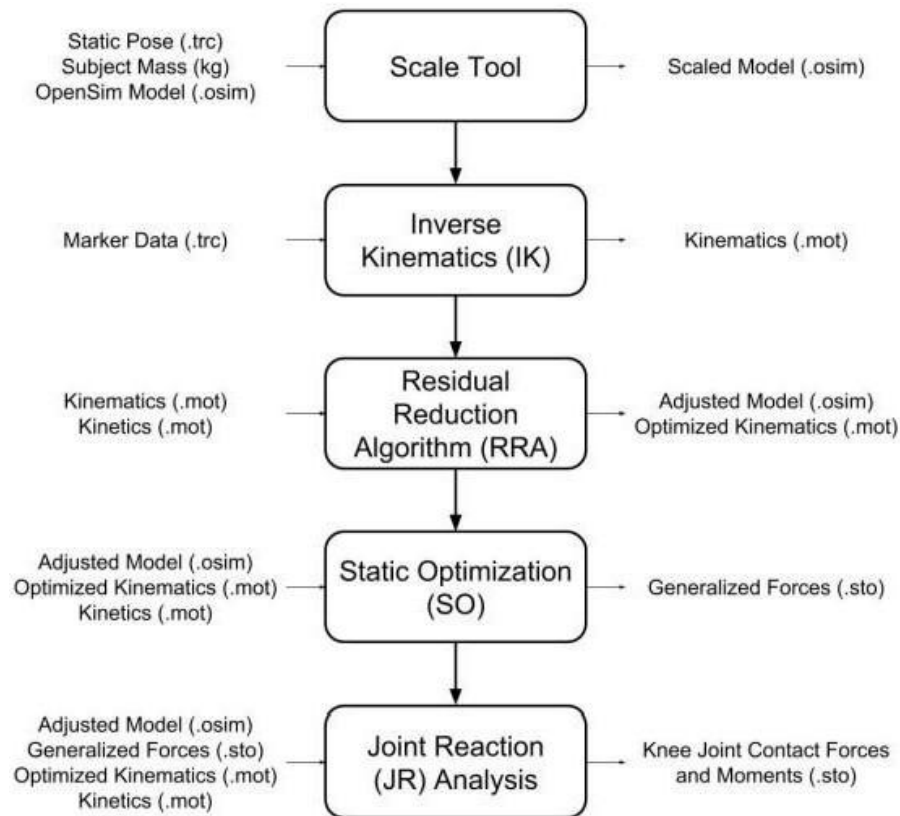 Static Pose (.trc)
Subject Mass (kg)
OpenSim Model (.osim)
Scale Tool
Scaled Model (.osim)
Marker Data (.trc)
Inverse
Kinematics (IK)
Kinematics (.mot)
Kinematics (.mot)
Kinetics (.mot)
Residual
Reduction
Algorithm (RRA)
Adjusted Model (.osim)
Optimized Kinematics (.mot)
Adjusted Model (.osim)
Optimized Kinematics (.mot)
Kinetics (.mot)
Static Optimization
(SO)
Generalized Forces (.sto)
Adjusted Model (.osim)
Generalized Forces (.sto)
Optimized Kinematics (.mot)
Kinetics (.mot)
Joint Reaction
(JR) Analysis
Knee Joint Contact Forces
and Moments (.sto)